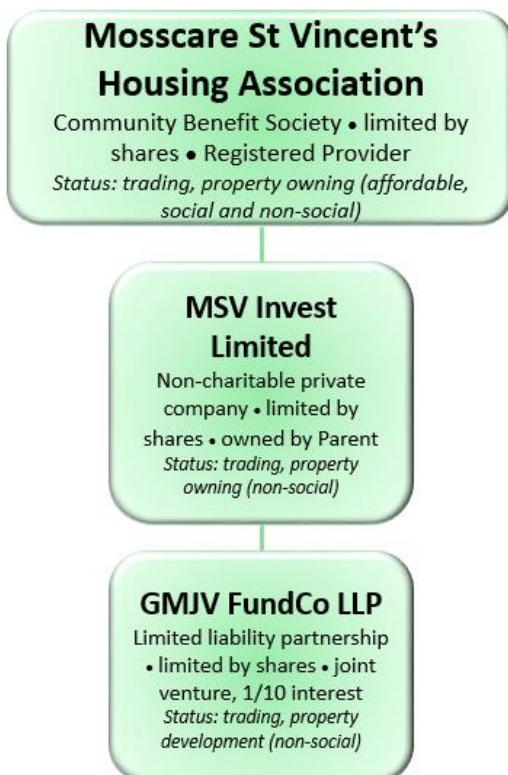 Mosscare St Vincent’s
Housing Association
Community Benefit Society • limited by
shares • Registered Provider
Status: trading, property owning (affordable,
social and non-social)
MSV Invest
Limited
Non-charitable private
company • limited by
shares • owned by Parent
Status: trading, property
owning (non-social)
GMJV FundCo LLP
Limited liability partnership
• limited by shares • joint
venture, 1/10 interest
Status: trading, property
development (non-social)